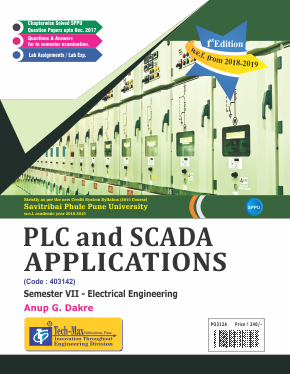 Chapterwise Solved SPPU
Question Papers upto Dec. 2017
Questions & Answers
for In semester examination.
Lab Assignments / Lab Exp.
1st Edition
w.e.f. from 2018-2019
Strictly as per the new Credit System Syllabus (2015 Course)
Savitribai Phule Pune University
w.e.f. academic year 2018-2019
SPPU
PLC and SCADA
APPLICATIONS
(Code : 403142)
Semester VII - Electrical Engineering
Anup G. Dakre
Tech-Max
Publications, Pune
Innovation Throughout
Engineering Division
Price ₹ 240/-